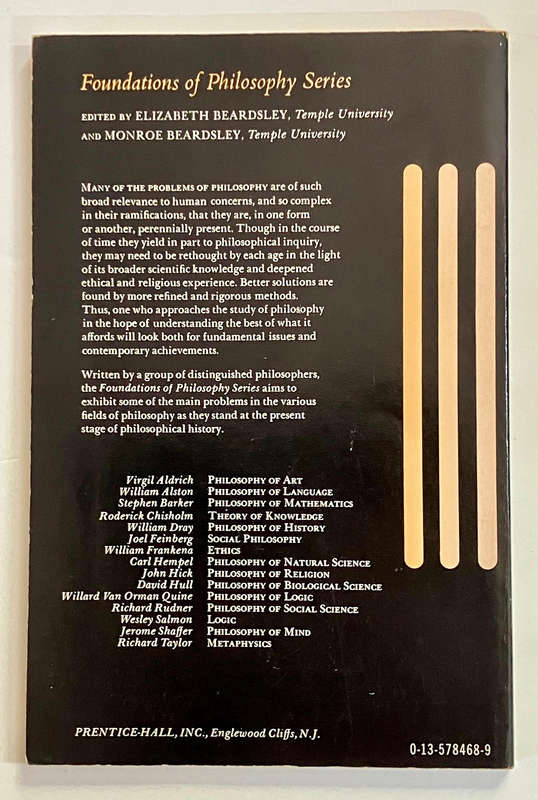 Foundations of Philosophy Series
EDITED BY ELIZABETH BEARDSLEY, Temple University
AND MONROE BEARDSLEY, Temple University
MANY OF THE PROBLEMS OF PHILOSOPHY are of such
broad relevance to human concerns, and so complex
in their ramifications, that they are, in one form
or another, perennially present. Though in the course
of time they yield in part to philosophical inquiry,
they may need to be rethought by each age in the light
of its broader scientific knowledge and deepened
ethical and religious experience. Better solutions are
found by more refined and rigorous methods.
Thus, one who approaches the study of philosophy
in the hope of understanding the best of what it
affords will look both for fundamental issues and
contemporary achievements.
Written by a group of distinguished philosophers,
the Foundations of Philosophy Series aims to
exhibit some of the main problems in the various
fields of philosophy as they stand at the present
stage of philosophical history.
Virgil Aldrich PHILOSOPHY OF ART
William Alston PHILOSOPHY OF LANGUAGE
Stephen Barker PHILOSOPHY OF MATHEMATICS
Roderick Chisholm THEORY OF KNOWLEDGE
William Dray PHILOSOPHY OF HISTORY
Joel Feinberg SOCIAL PHILOSOPHY
William Frankena ETHICS
Carl Hempel PHILOSOPHY OF NATURAL SCIENCE
John Hick PHILOSOPHY OF RELIGION
David Hull PHILOSOPHY OF BIOLOGICAL SCIENCE
Willard Van Orman Quine PHILOSOPHY OF LOGIC
Richard Rudner PHILOSOPHY OF SOCIAL SCIENCE
Wesley Salmon LOGIC
Jerome Shaffer PHILOSOPHY OF MIND
Richard Taylor METAPHYSICS
PRENTICE-HALL, INC., Englewood Cliffs, N.J.
0-13-578468-9